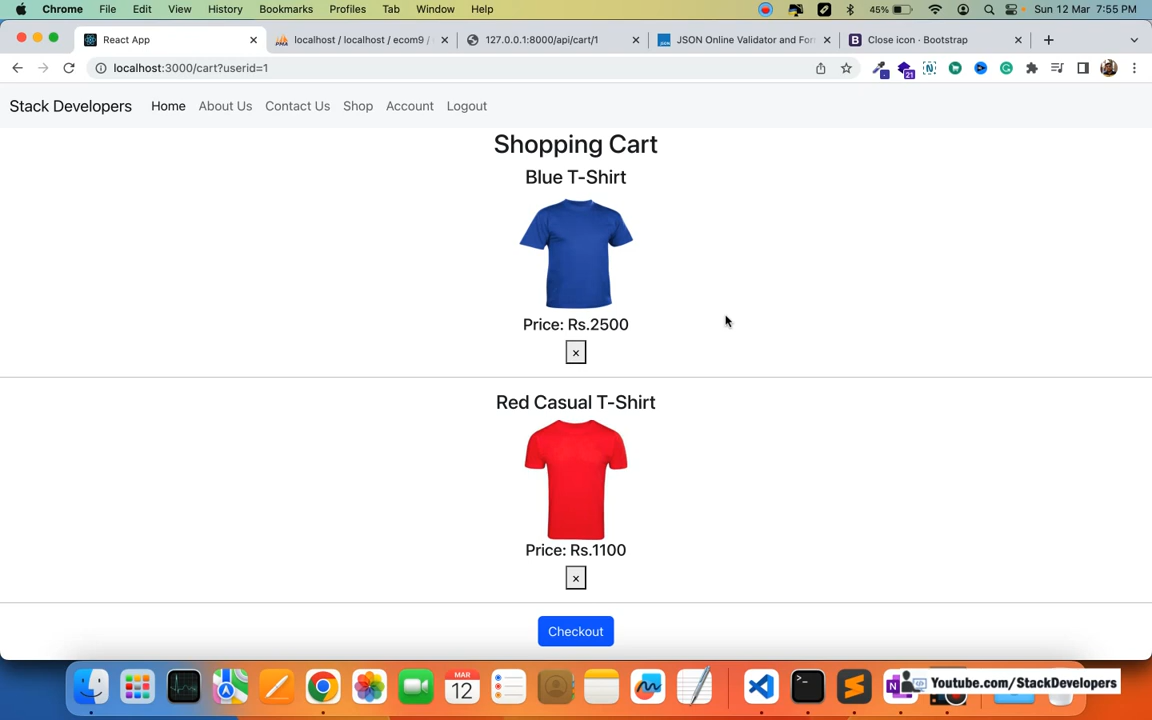 Chrome File Edit View History Bookmarks Profiles Tab Window Help 45% Sun 12 Mar 7:55 PM
React App localhost / localhost / ecom9 / 127.0.0.1:8000/api/cart/1 JSON Online Validator and For Close icon · Bootstrap
localhost:3000/cart?userid=1 21
Stack Developers Home About Us Contact Us Shop Account Logout
Shopping Cart
Blue T-Shirt
Price: Rs.2500
×
Red Casual T-Shirt
Price: Rs.1100
×
Checkout
MAR
12
Youtube.com/StackDevelopers